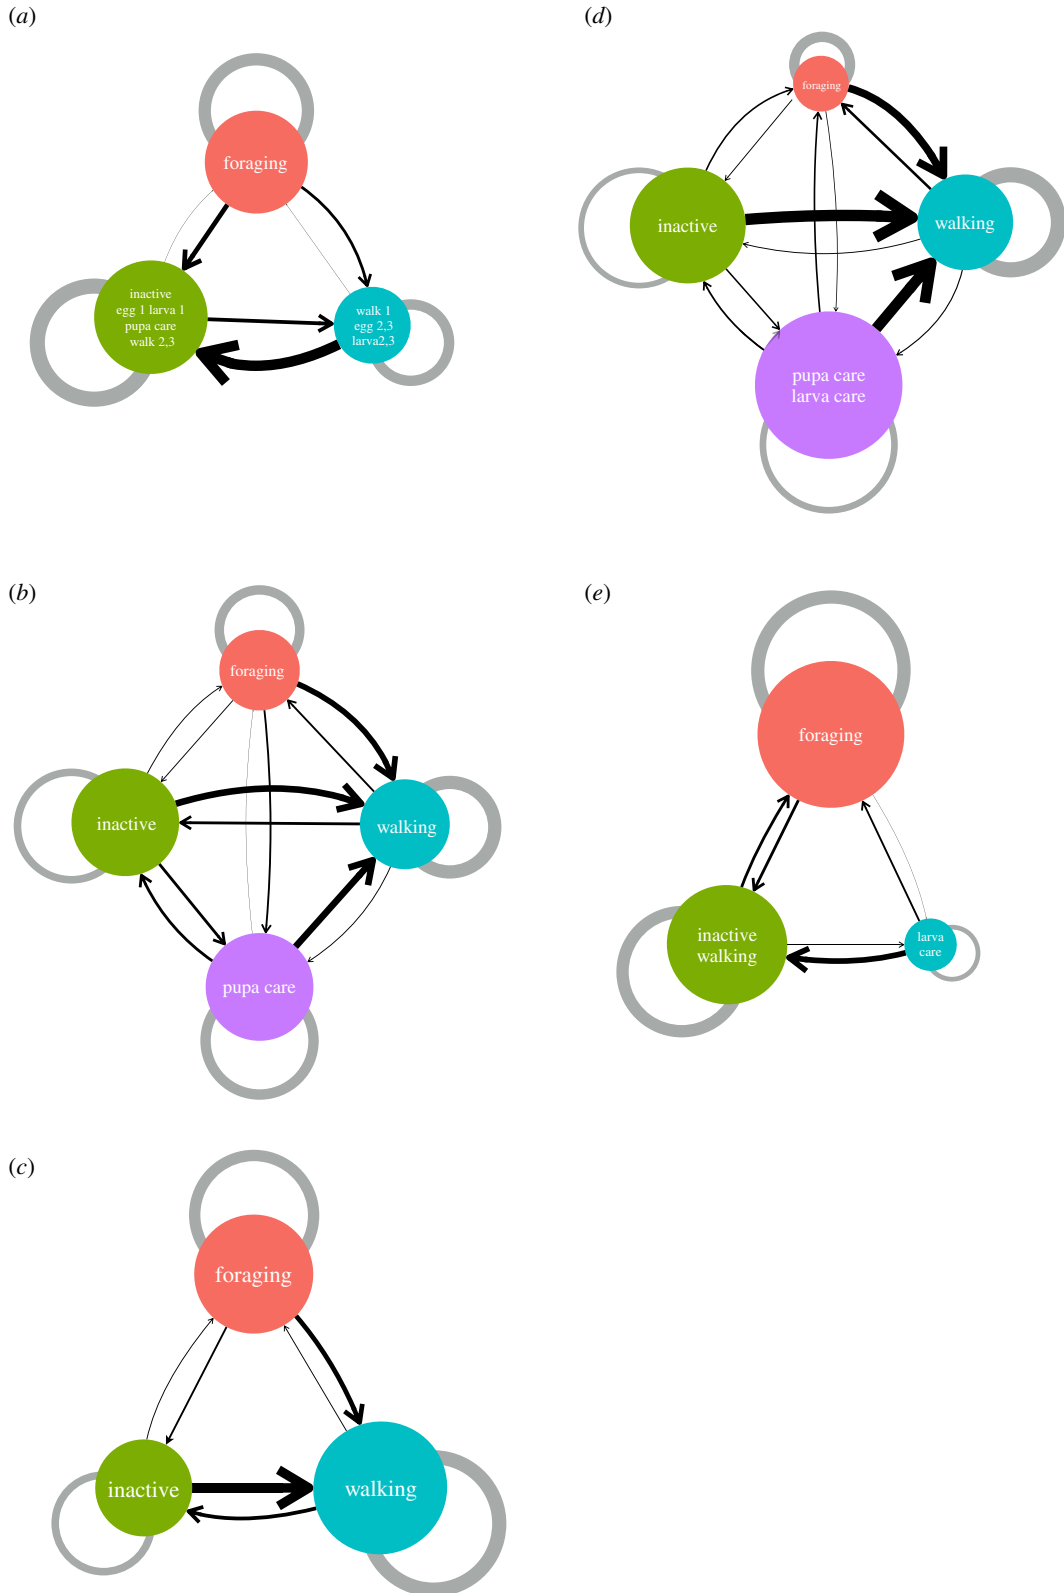 (a)
foraging
inactive
egg 1 larva 1
pupa care
walk 2,3
walk 1
egg 2,3
larva2,3
(d)
foraging
inactive
walking
pupa care
larva care
(b)
foraging
inactive
walking
pupa care
(e)
foraging
inactive
walking
larva
care
(c)
foraging
inactive
walking